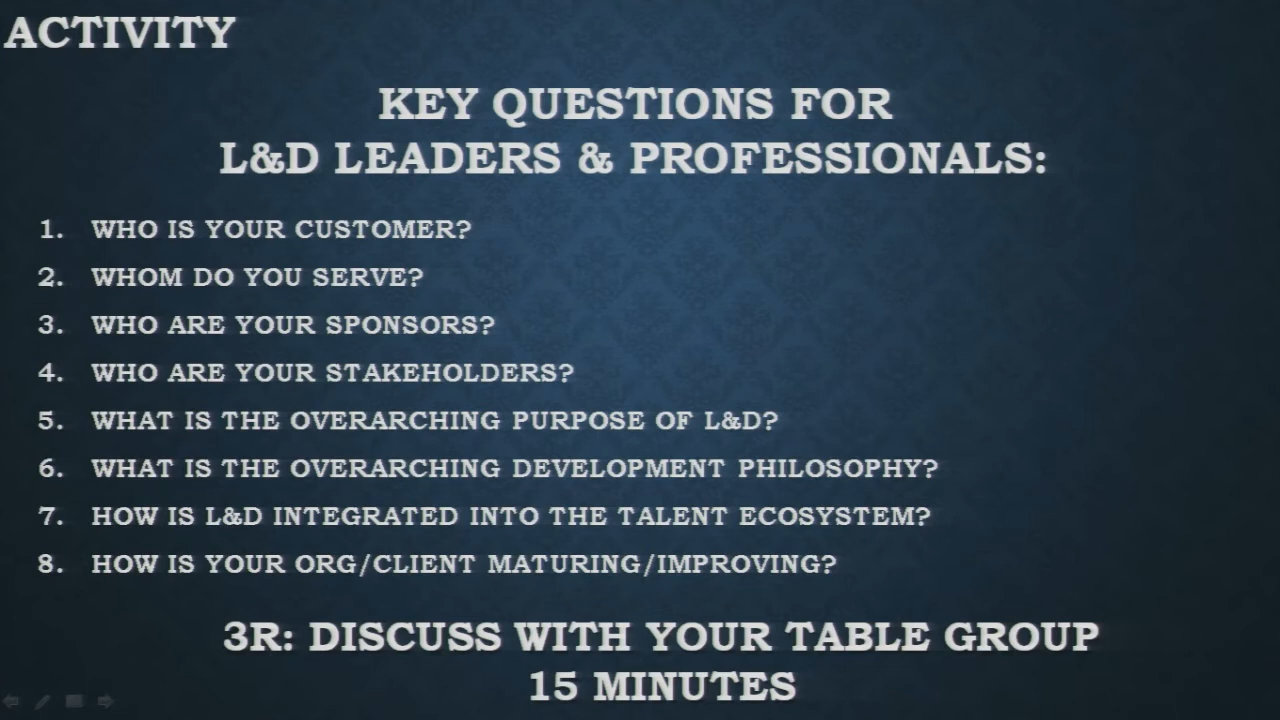 ACTIVITY
KEY QUESTIONS FOR
L&D LEADERS & PROFESSIONALS:
1. WHO IS YOUR CUSTOMER?
2. WHOM DO YOU SERVE?
3. WHO ARE YOUR SPONSORS?
4. WHO ARE YOUR STAKEHOLDERS?
5. WHAT IS THE OVERARCHING PURPOSE OF L&D?
6. WHAT IS THE OVERARCHING DEVELOPMENT PHILOSOPHY?
7. HOW IS L&D INTEGRATED INTO THE TALENT ECOSYSTEM?
8. HOW IS YOUR ORG/CLIENT MATURING/IMPROVING?
3R: DISCUSS WITH YOUR TABLE GROUP
15 MINUTES